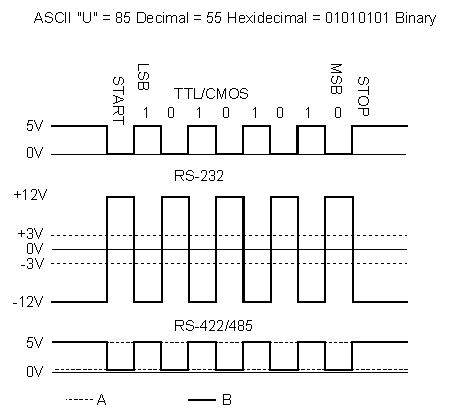 ASCII "U" = 85 Decimal = 55 Hexidecimal = 01010101 Binary
START
LSB
MSB
STOP
TTL/CMOS
1 0 1 0 1 0 1 0
5V
0V
RS-232
+12V
+3V
0V
-3V
-12V
RS-422/485
5V
0V
A
B